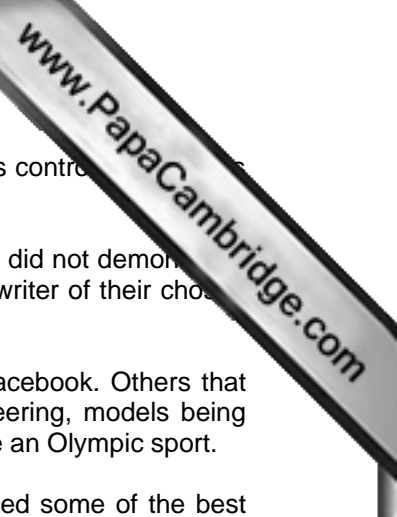 www.PapaCambridge.com
s contro
did not demon
writer of their chos
acebook. Others that
eering, models being
e an Olympic sport.
ed some of the best